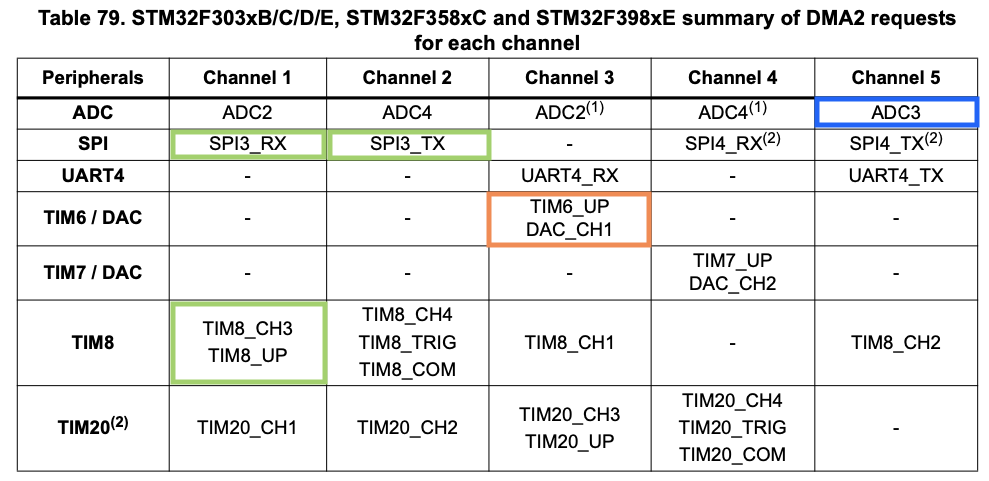 Table 79. STM32F303xB/C/D/E, STM32F358xC and STM32F398xE summary of DMA2 requests
for each channel
Peripherals Channel 1 Channel 2 Channel 3 Channel 4 Channel 5
ADC ADC2 ADC4 ADC2(1) ADC4(1) ADC3
SPI SPI3_RX SPI3_TX - SPI4_RX(2) SPI4_TX(2)
UART4 - - UART4_RX - UART4_TX
TIM6 / DAC - - TIM6_UP DAC_CH1 - -
TIM7 / DAC - - - TIM7_UP DAC_CH2 -
TIM8 TIM8_CH3 TIM8_UP TIM8_CH4 TIM8_TRIG TIM8_COM TIM8_CH1 - TIM8_CH2
TIM20(2) TIM20_CH1 TIM20_CH2 TIM20_CH3 TIM20_UP TIM20_CH4 TIM20_TRIG TIM20_COM -